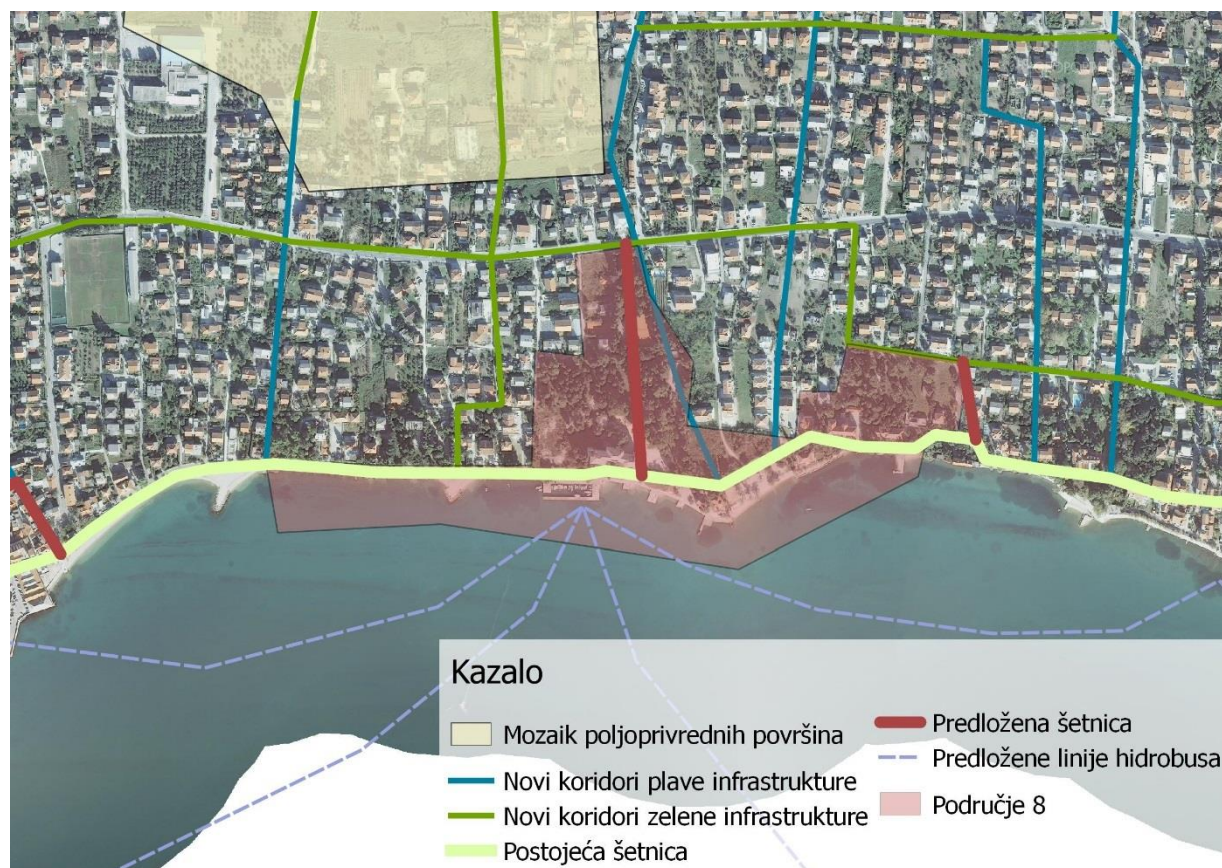 Kazalo
Mozaik poljoprivrednih površina
Novi koridori plave infrastrukture
Novi koridori zelene infrastrukture
Postojeća šetnica
Predložena šetnica
Predložene linije hidrobusa
Područje 8